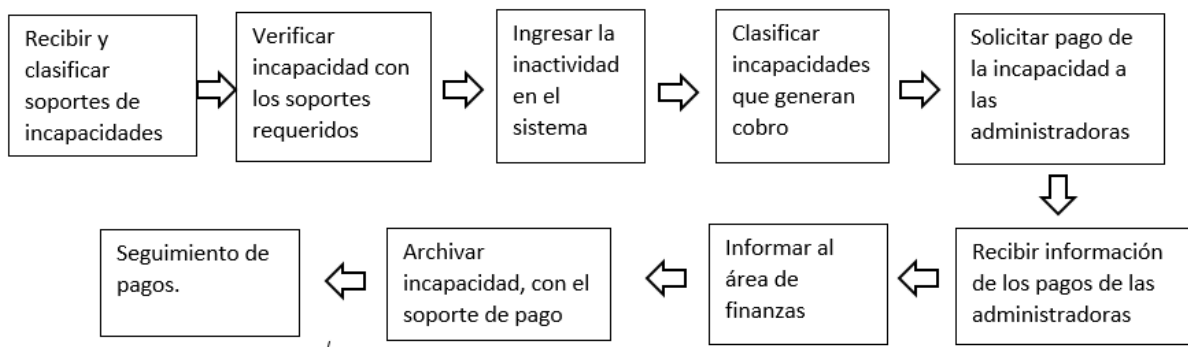 Recibir y
clasificar
soportes de
incapacidades
Verificar
incapacidad con
los soportes
requeridos
Ingresar la
inactividad
en el
sistema
Clasificar
incapacidades
que generan
cobro
Solicitar pago de
la incapacidad a
las
administradoras
Recibir información
de los pagos de las
administradoras
Informar al
área de
finanzas
Archivar
incapacidad, con el
soporte de pago
Seguimiento de
pagos.